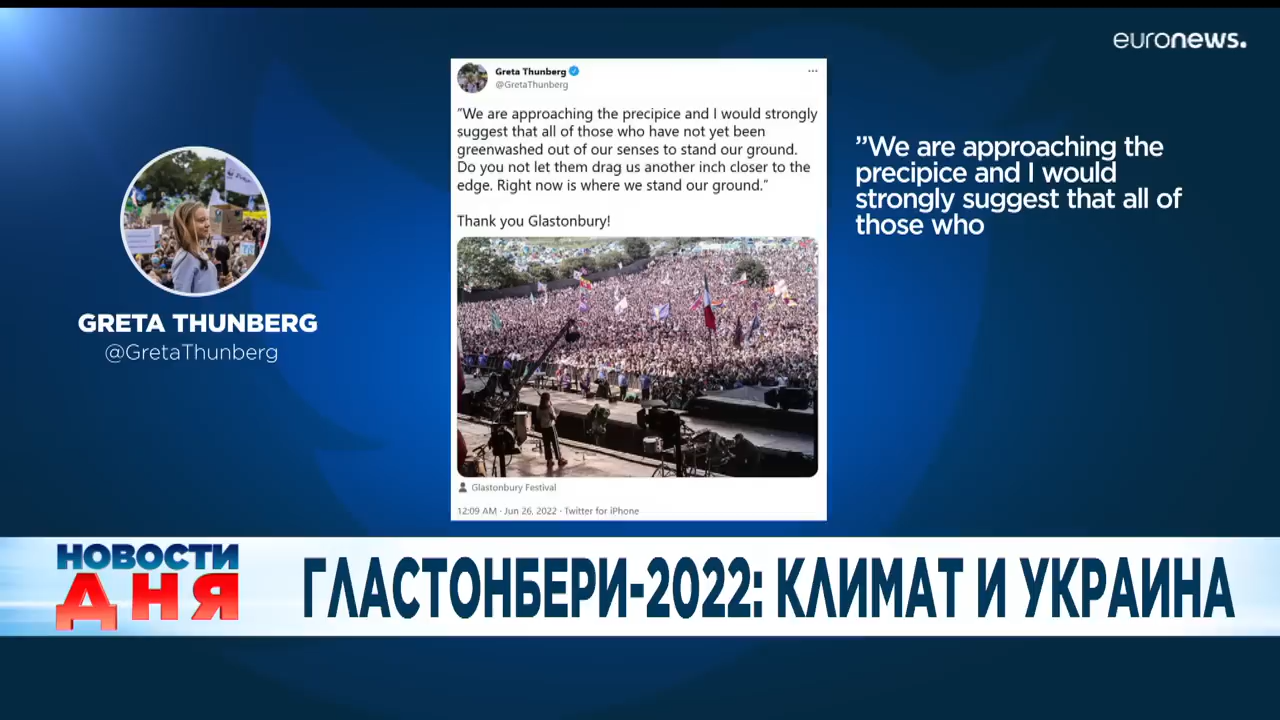 euronews.
Greta Thunberg
@GretaThunberg
"We are approaching the precipice and I would strongly
suggest that all of those who have not yet been
greenwashed out of our senses to stand our ground.
Do you not let them drag us another inch closer to the
edge. Right now is where we stand our ground."
Thank you Glastonbury!
Glastonbury Festival
12:09 AM · Jun 26, 2022 · Twitter for iPhone
GRETA THUNBERG
@GretaThunberg
"We are approaching the
precipice and I would
strongly suggest that all of
those who
НОВОСТИ
ДНЯ
ГЛАСТОНБЕРИ-2022: КЛИМАТ И УКРАИНА